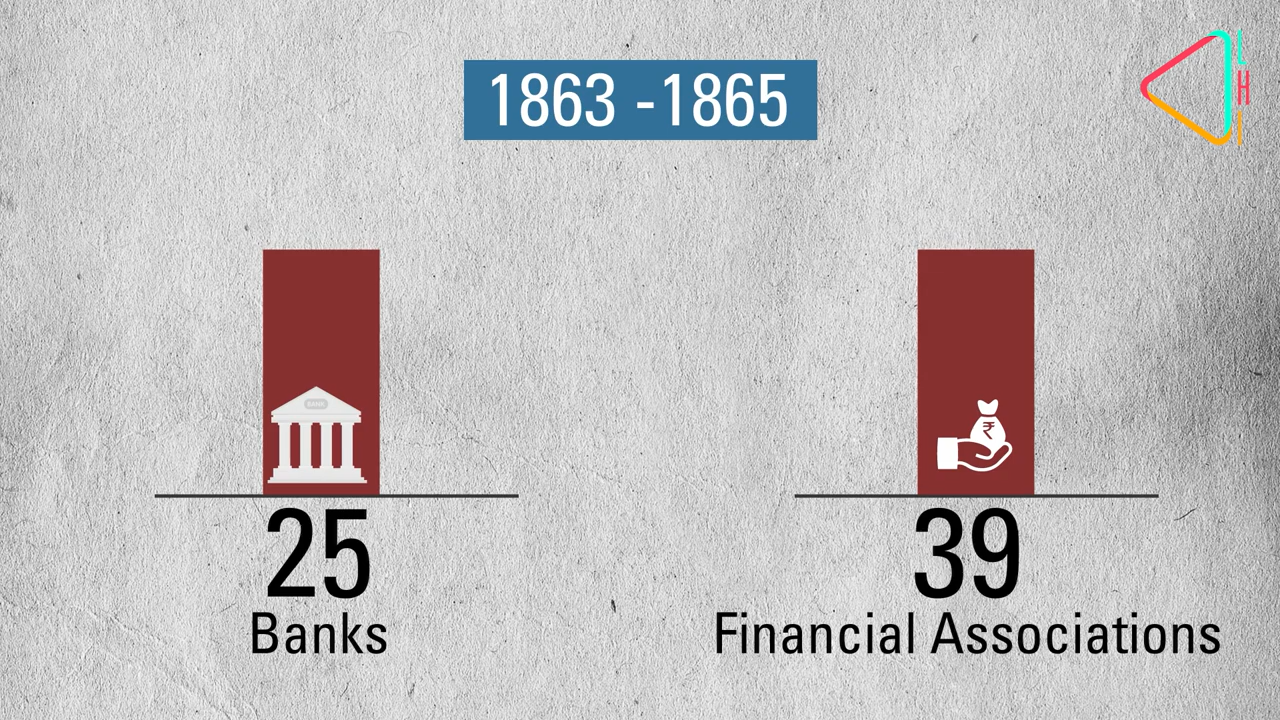 1863 -1865
L
H
I
25
39
Banks
Financial Associations
₹